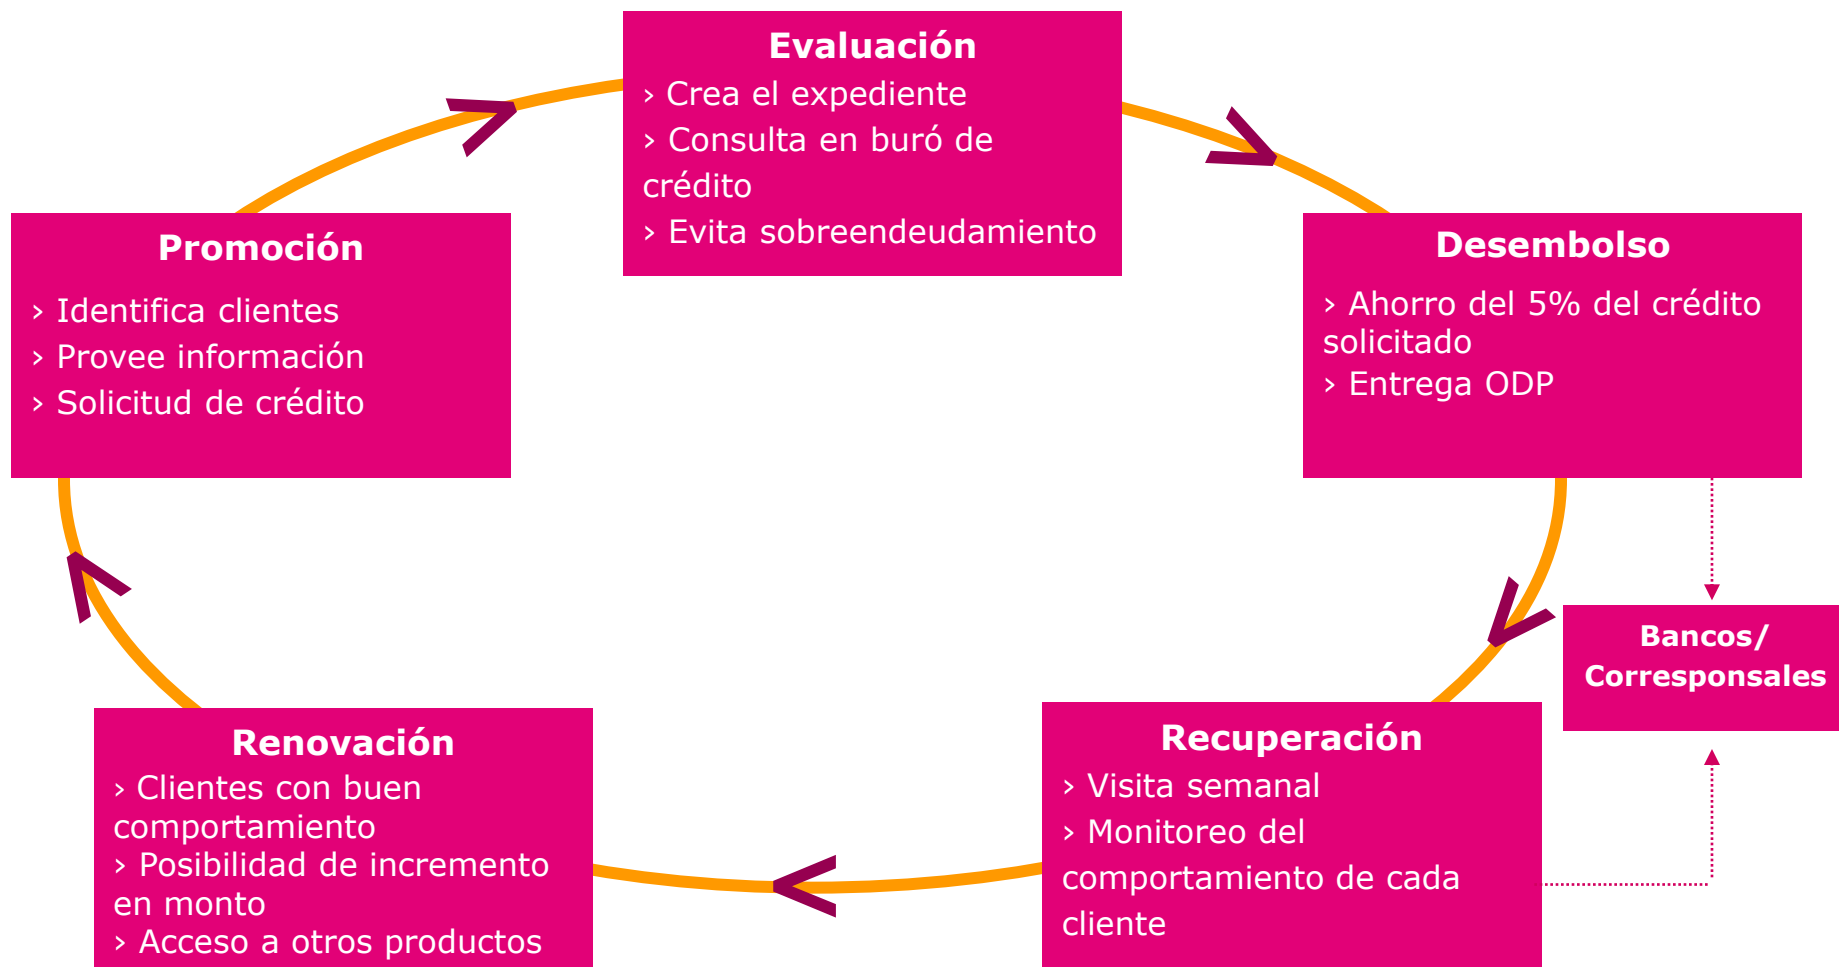 Evaluación
› Crea el expediente
› Consulta en buró de
crédito
› Evita sobreendeudamiento
Promoción
› Identifica clientes
› Provee información
› Solicitud de crédito
Desembolso
› Ahorro del 5% del crédito
solicitado
› Entrega ODP
Bancos/
Corresponsales
Recuperación
› Visita semanal
› Monitoreo del
comportamiento de cada
cliente
Renovación
› Clientes con buen
comportamiento
› Posibilidad de incremento
en monto
› Acceso a otros productos